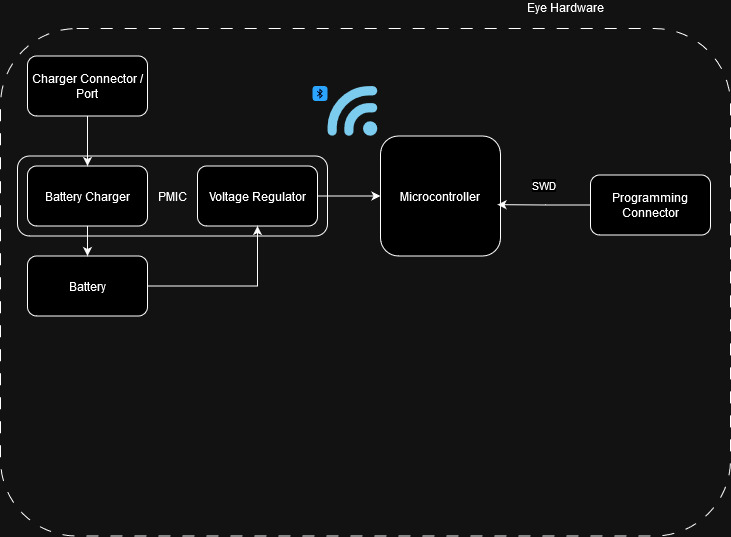 Eye Hardware
Charger Connector /
Port
Battery Charger
PMIC
Voltage Regulator
Microcontroller
SWD
Programming
Connector
Battery